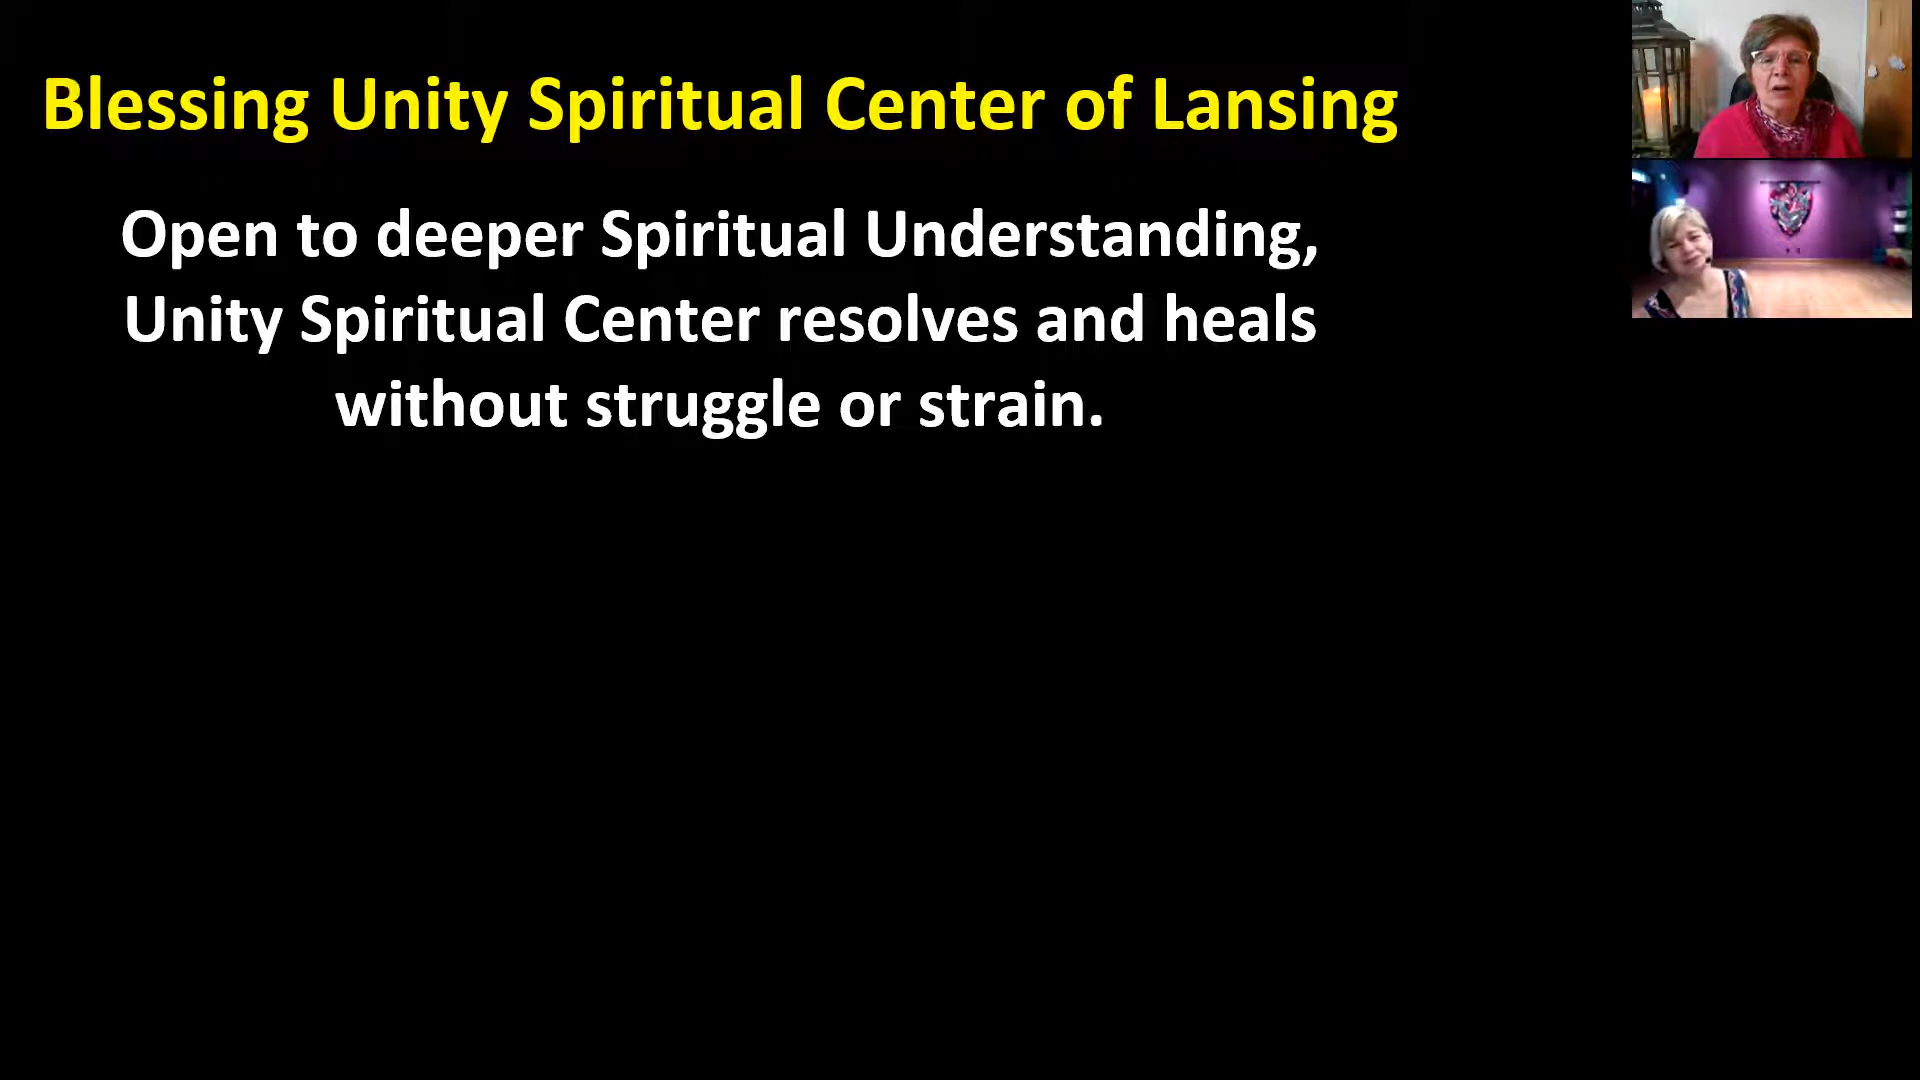 Blessing Unity Spiritual Center of Lansing
Open to deeper Spiritual Understanding,
Unity Spiritual Center resolves and heals
without struggle or strain.